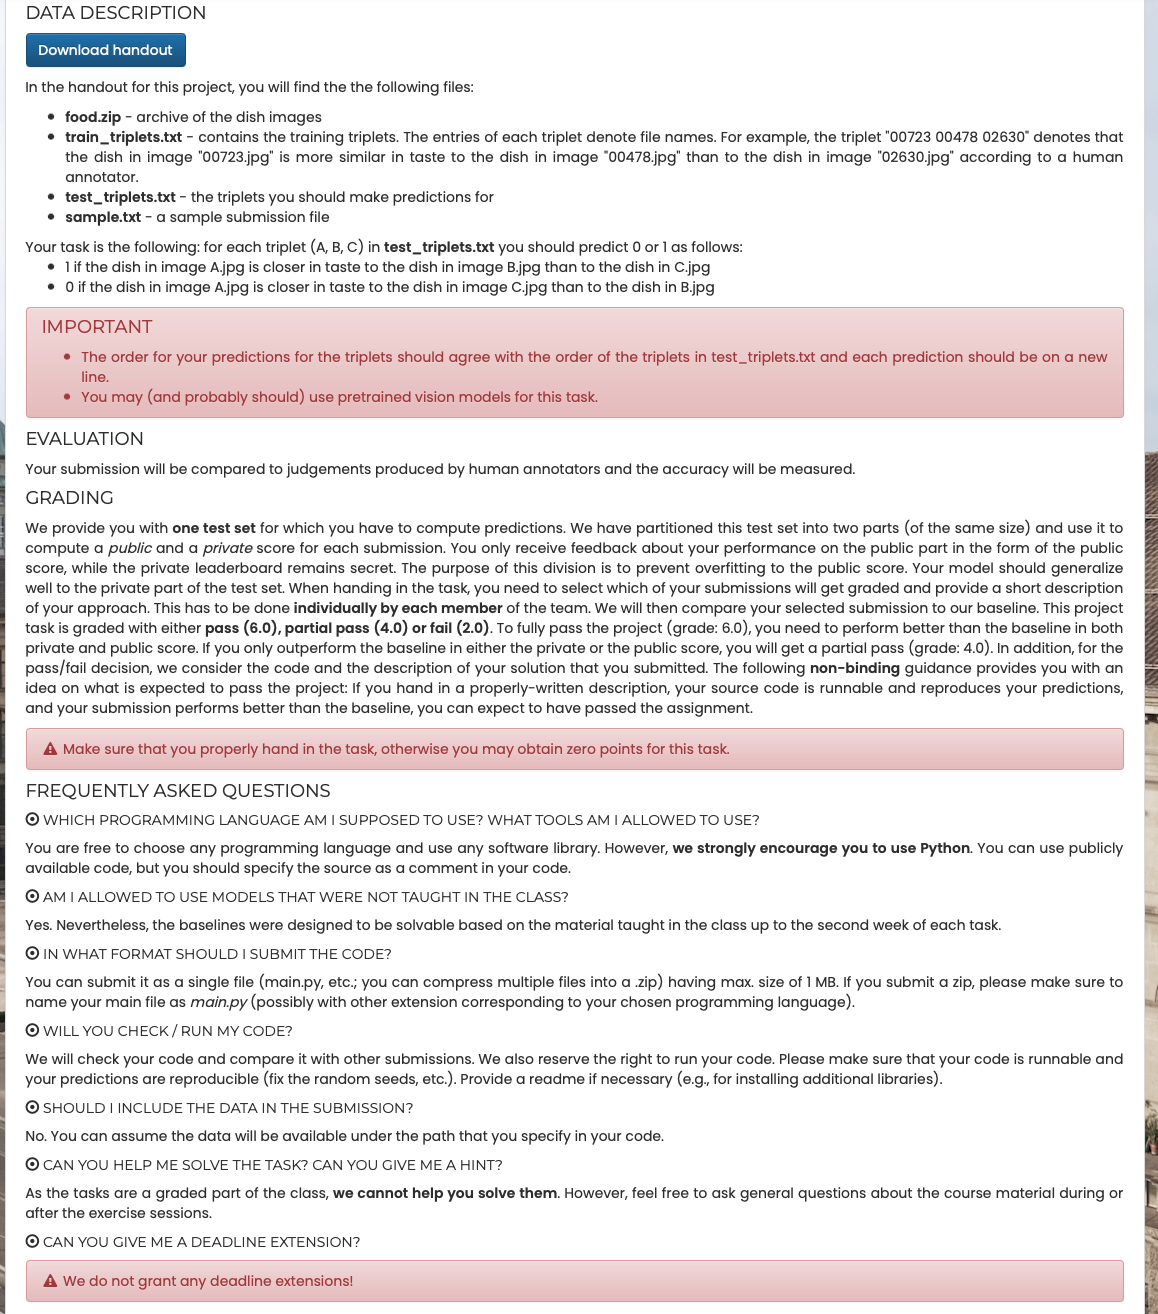 DATA DESCRIPTION
Download handout
In the handout for this project, you will find the the following files:
• food.zip - archive of the dish images
• train_triplets.txt - contains the training triplets. The entries of each triplet denote file names. For example, the triplet "00723 00478 02630" denotes that
the dish in image "00723.jpg" is more similar in taste to the dish in image "00478.jpg" than to the dish in image "02630.jpg" according to a human
annotator.
• test_triplets.txt - the triplets you should make predictions for
• sample.txt - a sample submission file
Your task is the following: for each triplet (A, B, C) in test_triplets.txt you should predict 0 or 1 as follows:
• 1 if the dish in image A.jpg is closer in taste to the dish in image B.jpg than to the dish in C.jpg
• 0 if the dish in image A.jpg is closer in taste to the dish in image C.jpg than to the dish in B.jpg
IMPORTANT
• The order for your predictions for the triplets should agree with the order of the triplets in test_triplets.txt and each prediction should be on a new
line.
• You may (and probably should) use pretrained vision models for this task.
EVALUATION
Your submission will be compared to judgements produced by human annotators and the accuracy will be measured.
GRADING
We provide you with one test set for which you have to compute predictions. We have partitioned this test set into two parts (of the same size) and use it to
compute a public and a private score for each submission. You only receive feedback about your performance on the public part in the form of the public
score, while the private leaderboard remains secret. The purpose of this division is to prevent overfitting to the public score. Your model should generalize
well to the private part of the test set. When handing in the task, you need to select which of your submissions will get graded and provide a short description
of your approach. This has to be done individually by each member of the team. We will then compare your selected submission to our baseline. This project
task is graded with either pass (6.0), partial pass (4.0) or fail (2.0). To fully pass the project (grade: 6.0), you need to perform better than the baseline in both
private and public score. If you only outperform the baseline in either the private or the public score, you will get a partial pass (grade: 4.0). In addition, for the
pass/fail decision, we consider the code and the description of your solution that you submitted. The following non-binding guidance provides you with an
idea on what is expected to pass the project: If you hand in a properly-written description, your source code is runnable and reproduces your predictions,
and your submission performs better than the baseline, you can expect to have passed the assignment.
Make sure that you properly hand in the task, otherwise you may obtain zero points for this task.
FREQUENTLY ASKED QUESTIONS
WHICH PROGRAMMING LANGUAGE AM I SUPPOSED TO USE? WHAT TOOLS AM I ALLOWED TO USE?
You are free to choose any programming language and use any software library. However, we strongly encourage you to use Python. You can use publicly
available code, but you should specify the source as a comment in your code.
AM I ALLOWED TO USE MODELS THAT WERE NOT TAUGHT IN THE CLASS?
Yes. Nevertheless, the baselines were designed to be solvable based on the material taught in the class up to the second week of each task.
IN WHAT FORMAT SHOULD I SUBMIT THE CODE?
You can submit it as a single file (main.py, etc.; you can compress multiple files into a .zip) having max. size of 1 MB. If you submit a zip, please make sure to
name your main file as main.py (possibly with other extension corresponding to your chosen programming language).
WILL YOU CHECK / RUN MY CODE?
We will check your code and compare it with other submissions. We also reserve the right to run your code. Please make sure that your code is runnable and
your predictions are reproducible (fix the random seeds, etc.). Provide a readme if necessary (e.g., for installing additional libraries).
SHOULD I INCLUDE THE DATA IN THE SUBMISSION?
No. You can assume the data will be available under the path that you specify in your code.
CAN YOU HELP ME SOLVE THE TASK? CAN YOU GIVE ME A HINT?
As the tasks are a graded part of the class, we cannot help you solve them. However, feel free to ask general questions about the course material during or
after the exercise sessions.
CAN YOU GIVE ME A DEADLINE EXTENSION?
We do not grant any deadline extensions!